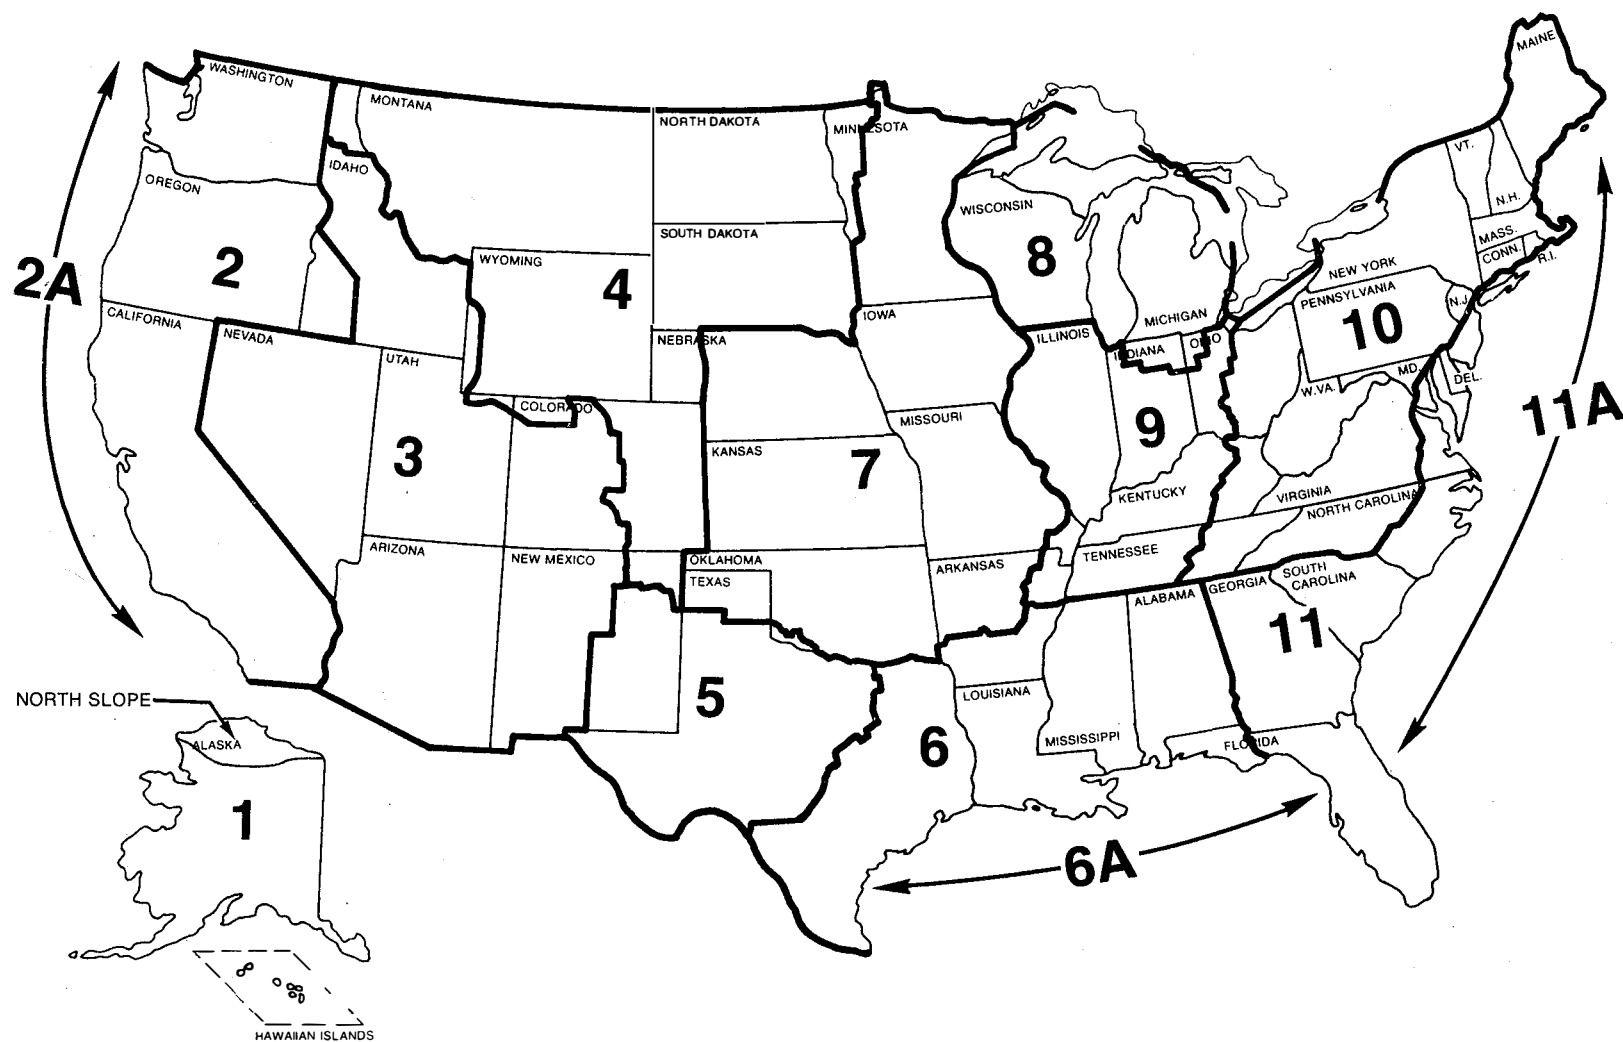 MAINE
WASHINGTON
MONTANA
NORTH DAKOTA
MINNESOTA
VT.
IDAHO
OREGON
N.H.
WISCONSIN
SOUTH DAKOTA
MASS.
CONN.
R.I.
2A
2
WYOMING
4
8
NEW YORK
PENNSYLVANIA
N.J.
CALIFORNIA
NEVADA
IOWA
MICHIGAN
10
NEBRASKA
ILLINOIS
INDIANA
OHIO
UTAH
MD.
DEL.
W.VA.
COLORADO
MISSOURI
11A
3
KANSAS
7
9
KENTUCKY
VIRGINIA
NORTH CAROLINA
ARIZONA
NEW MEXICO
OKLAHOMA
TEXAS
ARKANSAS
TENNESSEE
ALABAMA
GEORGIA
SOUTH
CAROLINA
11
5
LOUISIANA
6
MISSISSIPPI
FLORIDA
NORTH SLOPE
ALASKA
1
6A
HAWAIIAN ISLANDS